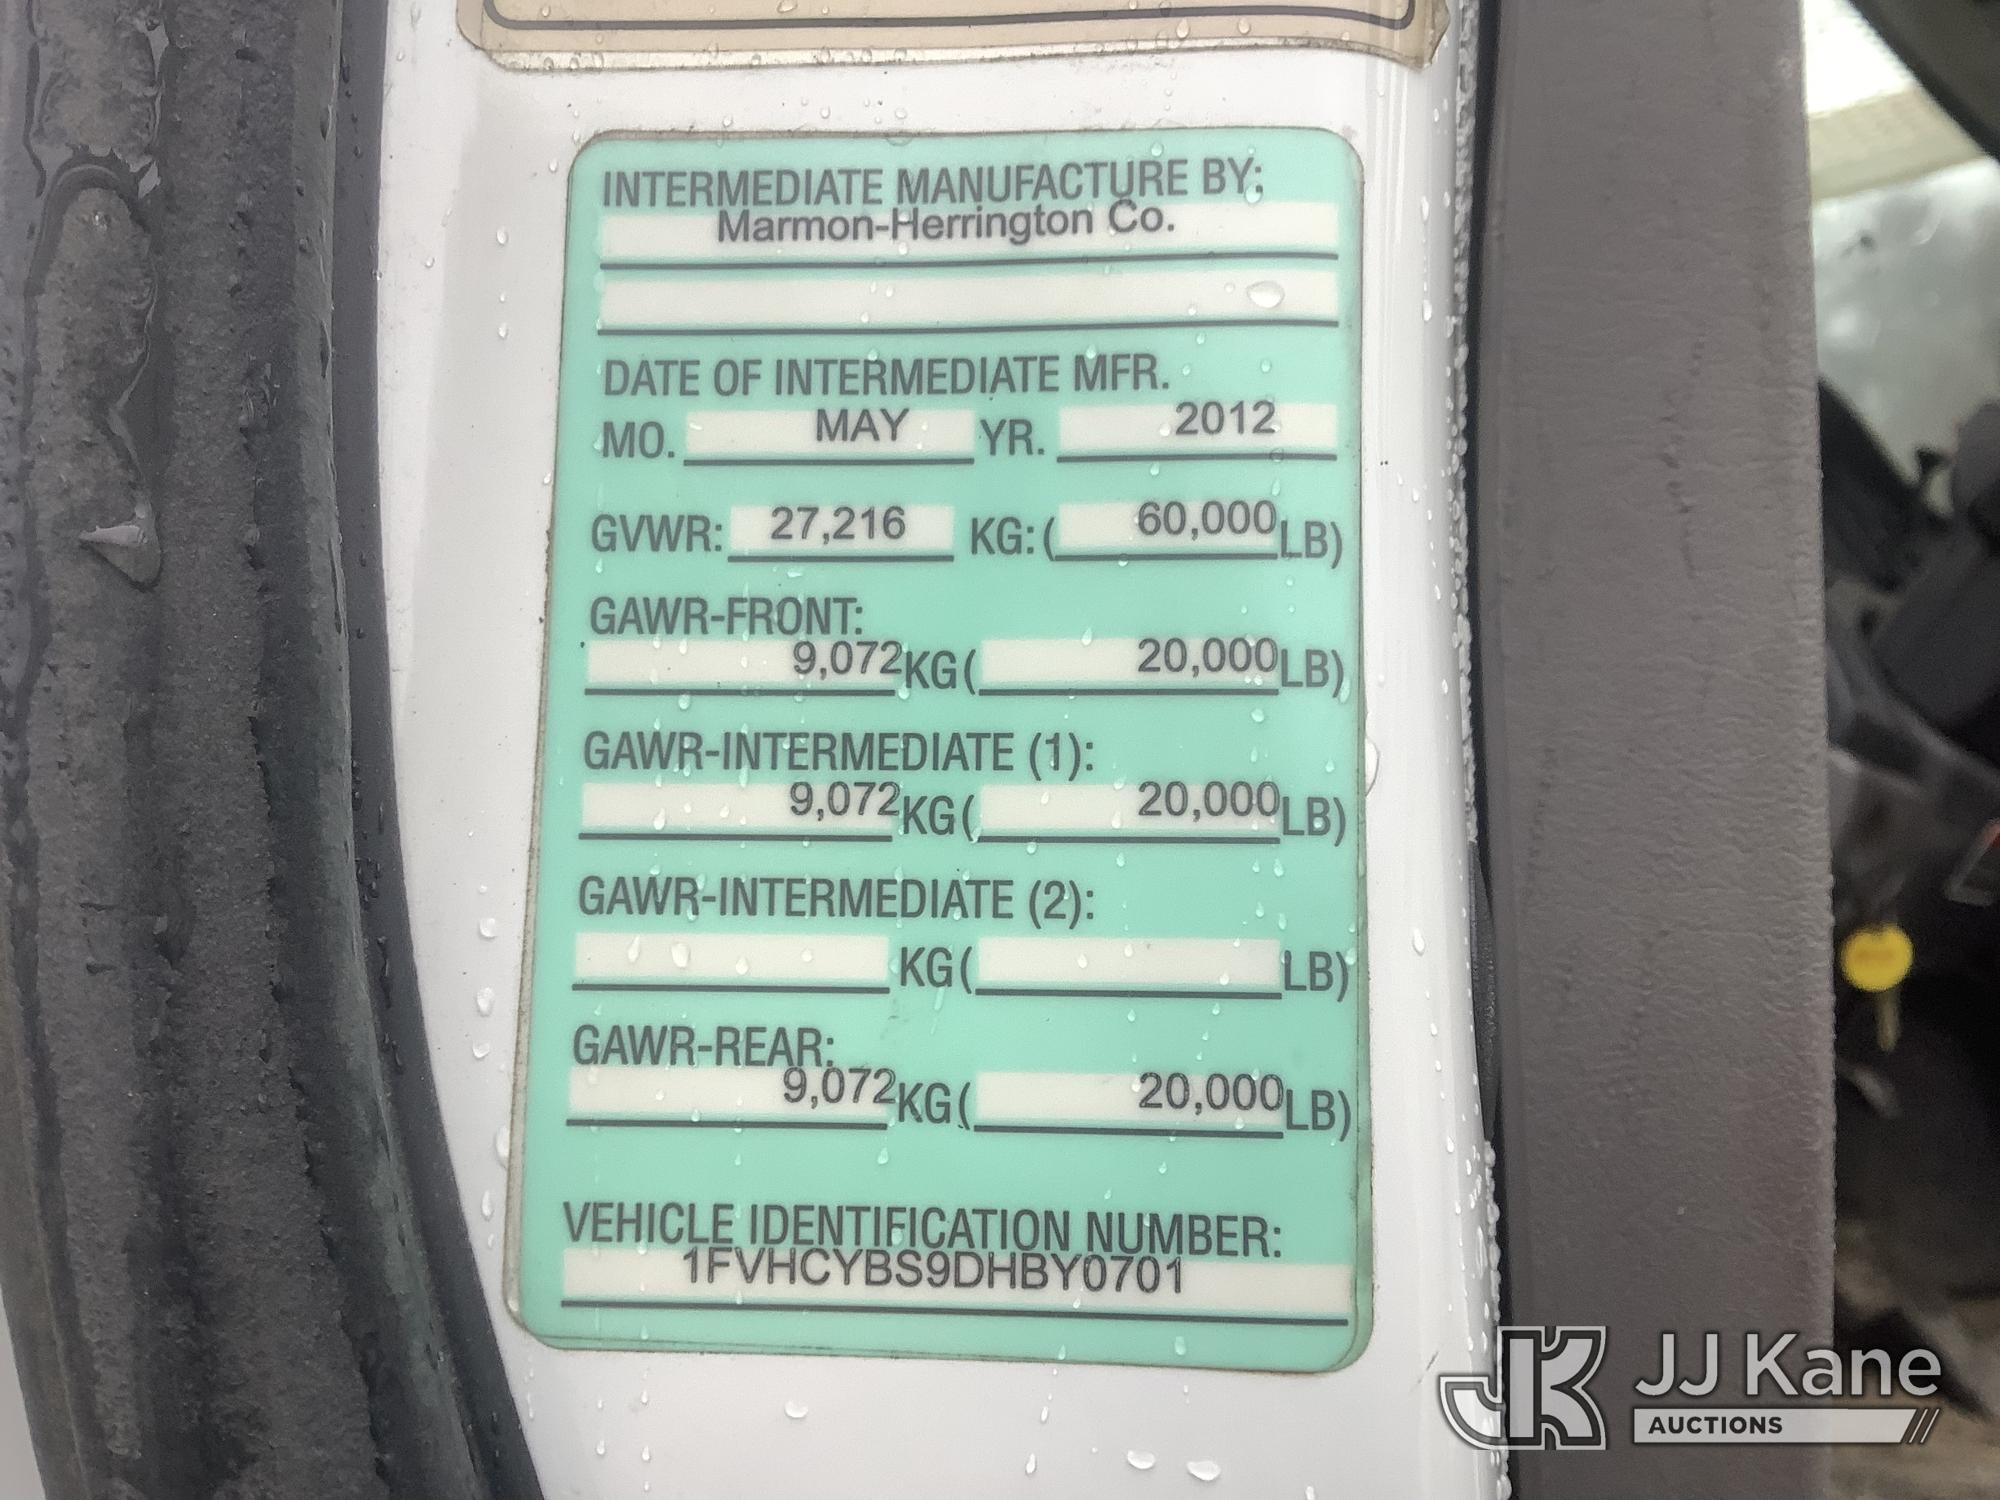 INTERMEDIATE MANUFACTURE BY:
Marmon-Herrington Co.
DATE OF INTERMEDIATE MFR.
MO. MAY YR. 2012
GVWR: 27,216 KG: ( 60,000 LB)
GAWR-FRONT:
9,072 KG ( 20,000 LB)
GAWR-INTERMEDIATE (1):
9,072 KG ( 20,000 LB)
GAWR-INTERMEDIATE (2):
KG ( LB)
GAWR-REAR:
9,072 KG ( 20,000 LB)
VEHICLE IDENTIFICATION NUMBER:
1FVHCYBS9DHBY0701
JK JJ Kane
AUCTIONS